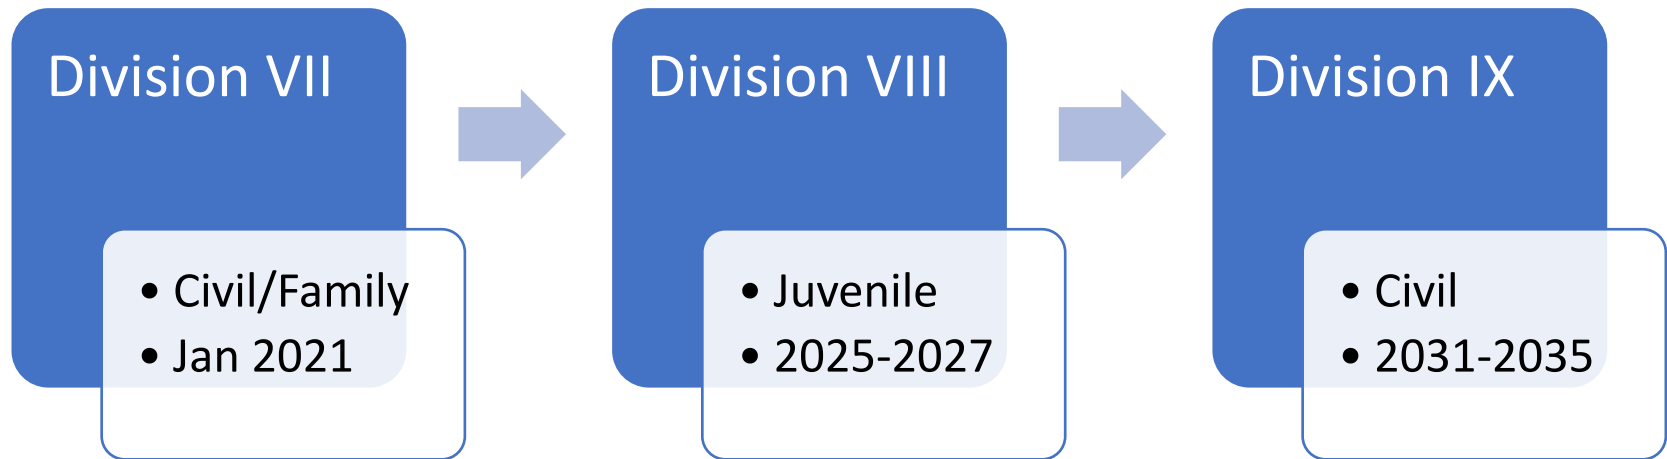 Division VII
• Civil/Family
• Jan 2021
Division VIII
• Juvenile
• 2025-2027
Division IX
• Civil
• 2031-2035